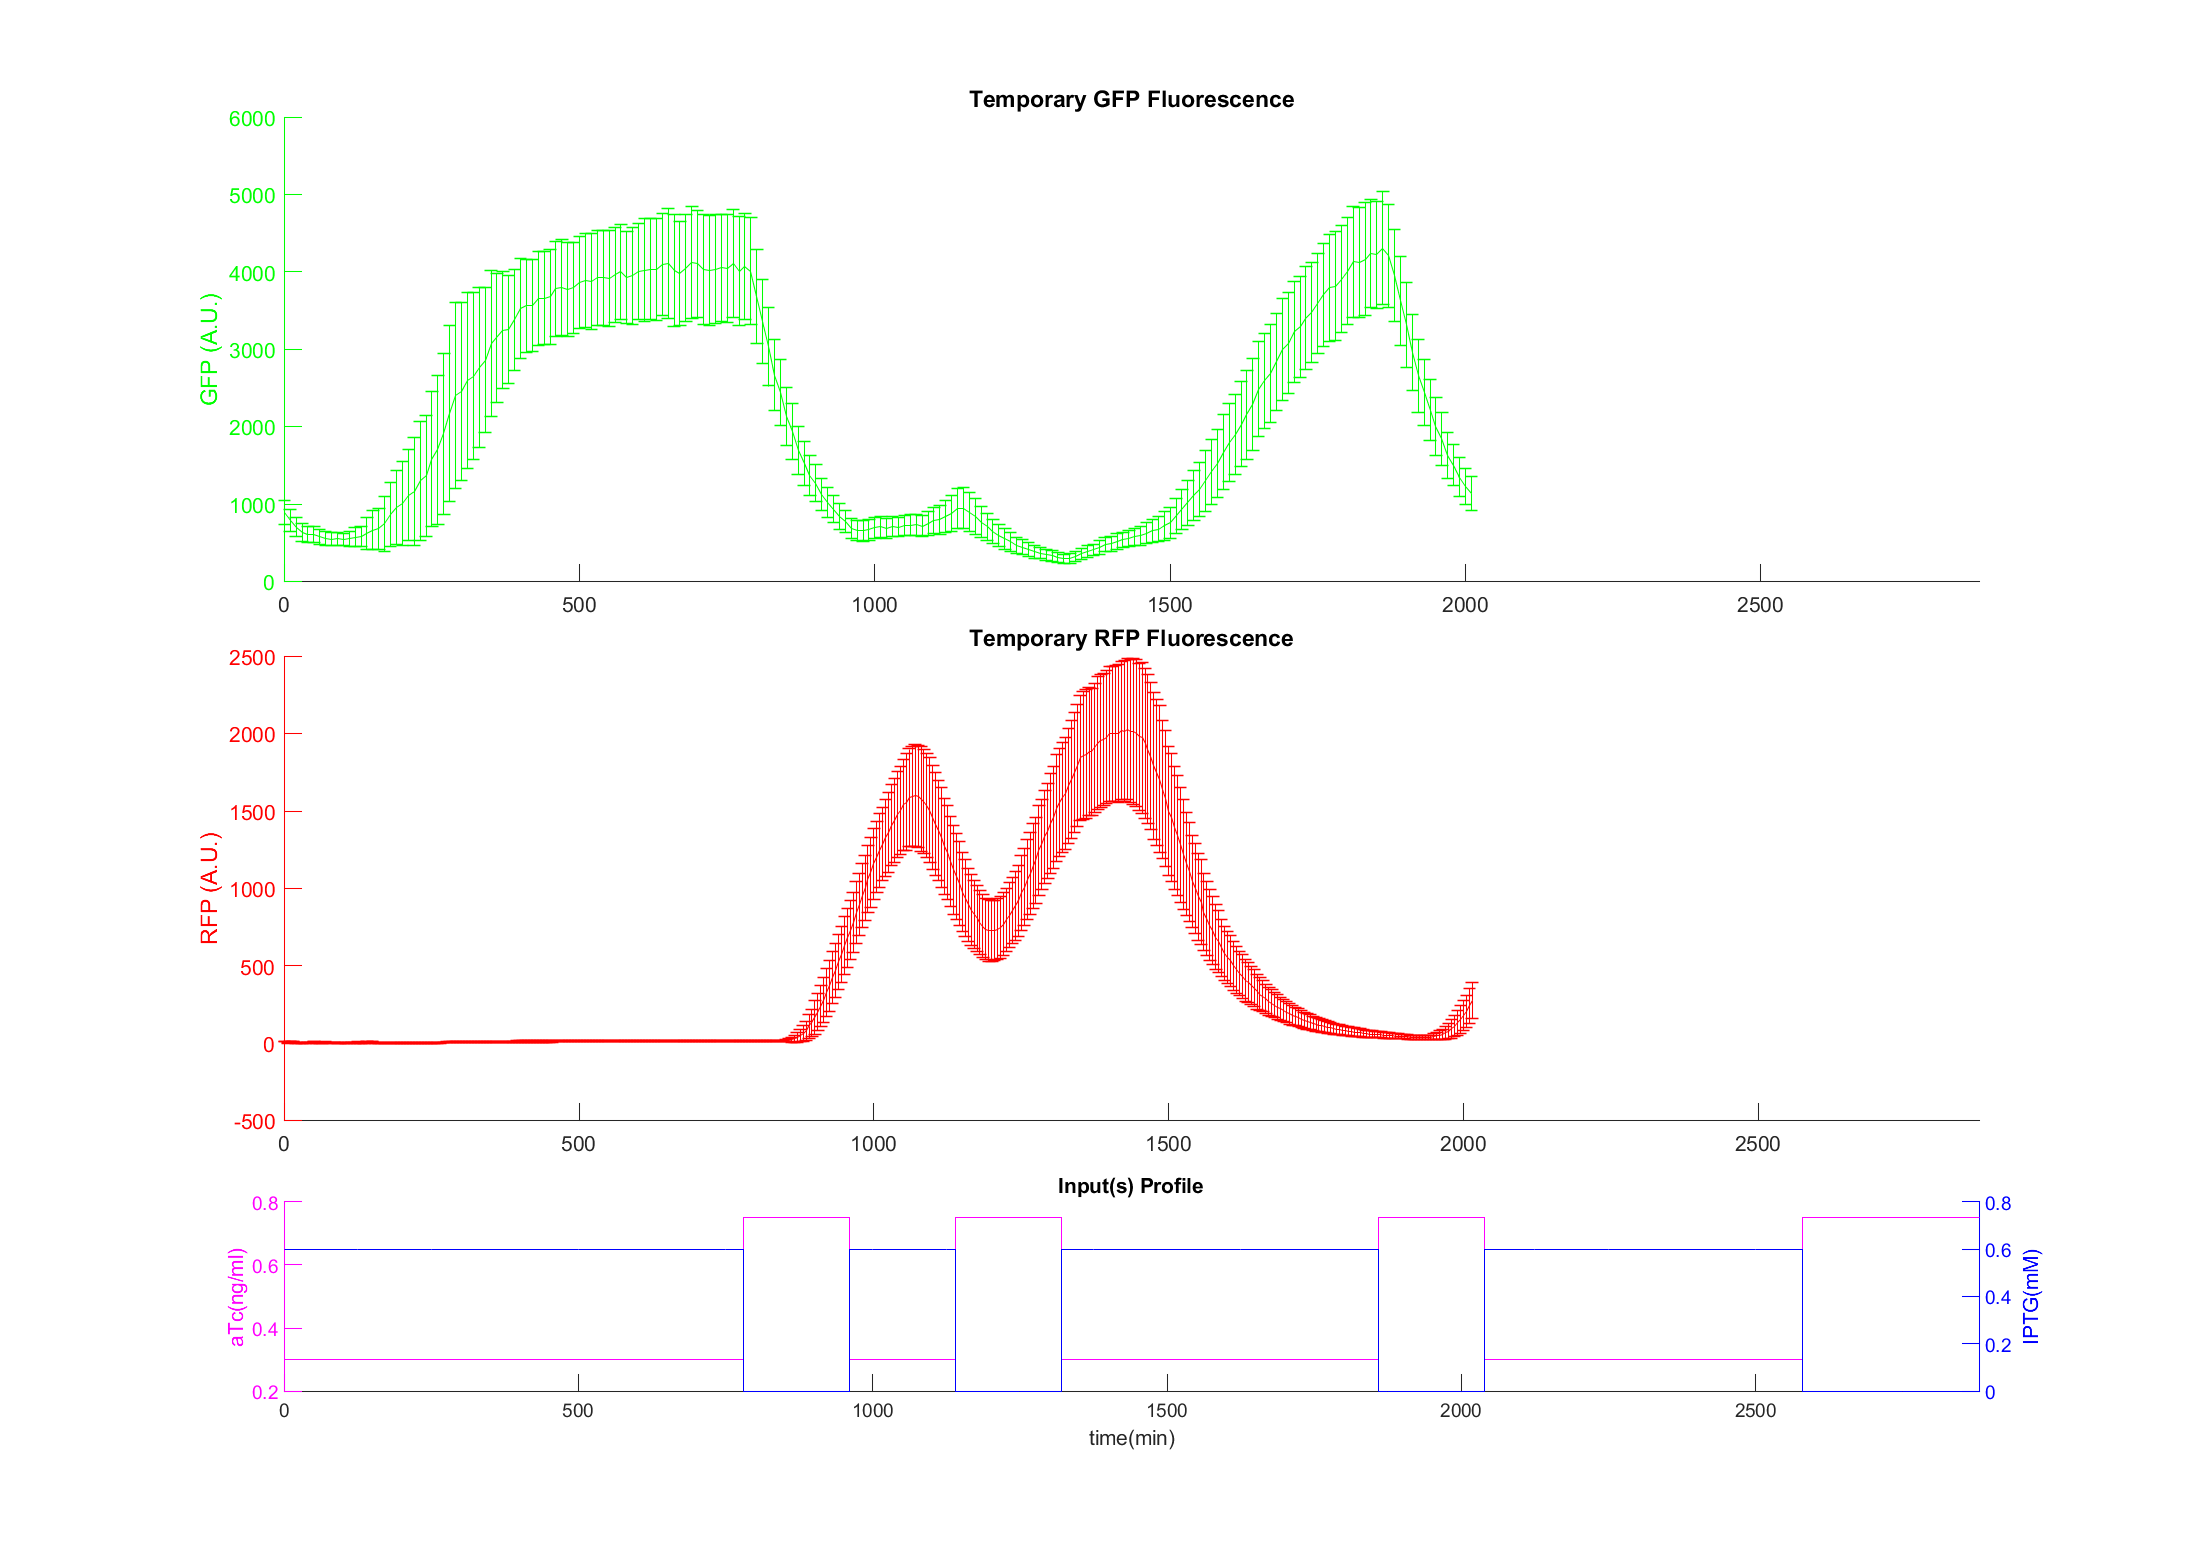 Temporary GFP Fluorescence
6000
5000
4000
3000
2000
1000
0
GFP (A.U.)
0 500 1000 1500 2000 2500
Temporary RFP Fluorescence
2500
2000
1500
1000
500
0
-500
RFP (A.U.)
0 500 1000 1500 2000 2500
Input(s) Profile
0.8
0.6
0.4
0.2
aTc(ng/ml)
0.8
0.6
0.4
0.2
0
IPTG(mM)
0 500 1000 1500 2000 2500
time(min)